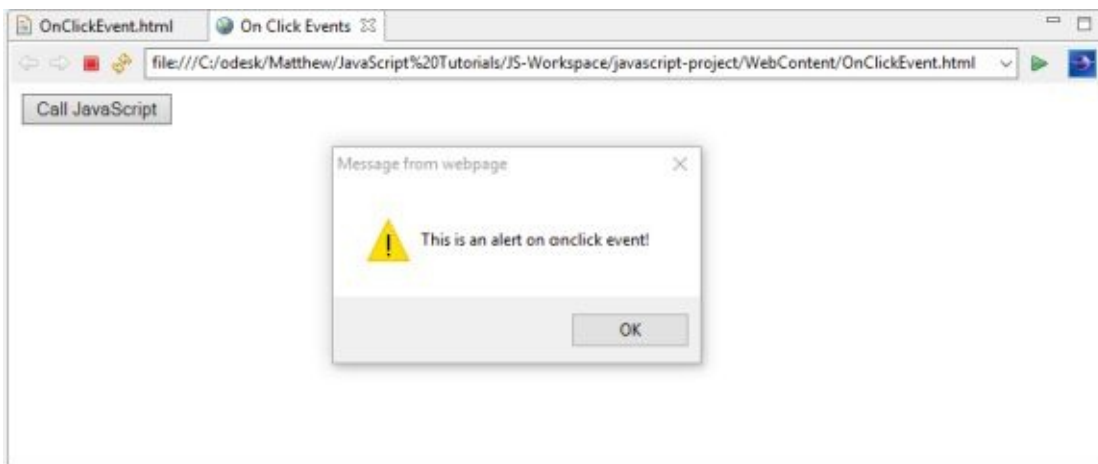 OnClickEvent.html
On Click Events
file:///C:/odesk/Matthew/JavaScript%20Tutorials/JS-Workspace/javascript-project/WebContent/OnClickEvent.html
Call JavaScript
Message from webpage
This is an alert on onclick event!
OK